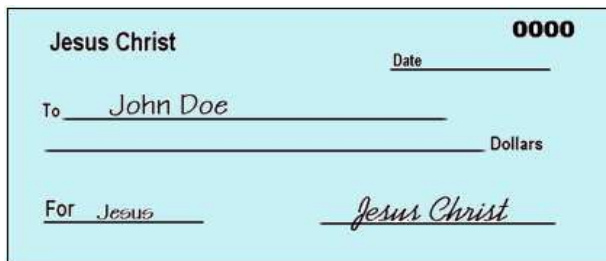 0000
Jesus Christ
Date
To John Doe
Dollars
For Jesus Jesus Christ